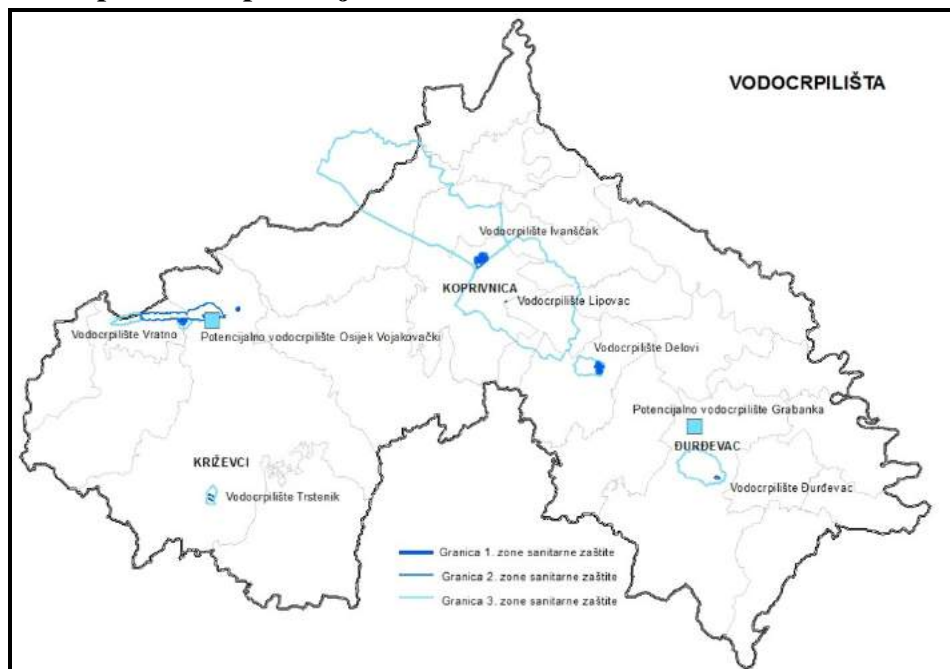 VODOCRPILIŠTA
Vodocrpilište Ivanščak
KOPRIVNICA
Vodocrpilište Lipovac
Vodocrpilište Vratno
Potencijalno vodocrpilište Osijek Vojakovački
Vodocrpilište Delovi
Potencijalno vodocrpilište Grabanka
ĐURĐEVAC
KRIŽEVCI
Vodocrpilište Đurđevac
Vodocrpilište Trstenik
Granica 1. zone sanitarne zaštite
Granica 2. zone sanitarne zaštite
Granica 3. zone sanitarne zaštite